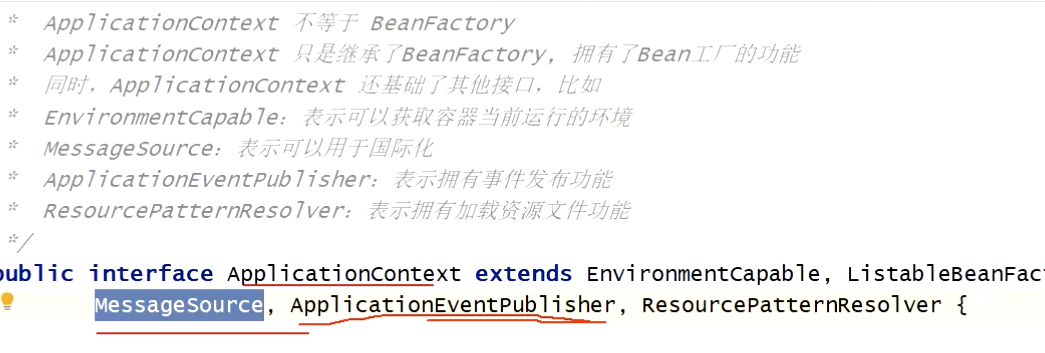 * ApplicationContext 不等于 BeanFactory
* ApplicationContext 只是继承了BeanFactory, 拥有了Bean工厂的功能
* 同时，ApplicationContext 还基础了其他接口，比如
* EnvironmentCapable：表示可以获取容器当前运行的环境
* MessageSource：表示可以用于国际化
* ApplicationEventPublisher：表示拥有事件发布功能
* ResourcePatternResolver：表示拥有加载资源文件功能
*/
public interface ApplicationContext extends EnvironmentCapable, ListableBeanFact
MessageSource, ApplicationEventPublisher, ResourcePatternResolver {